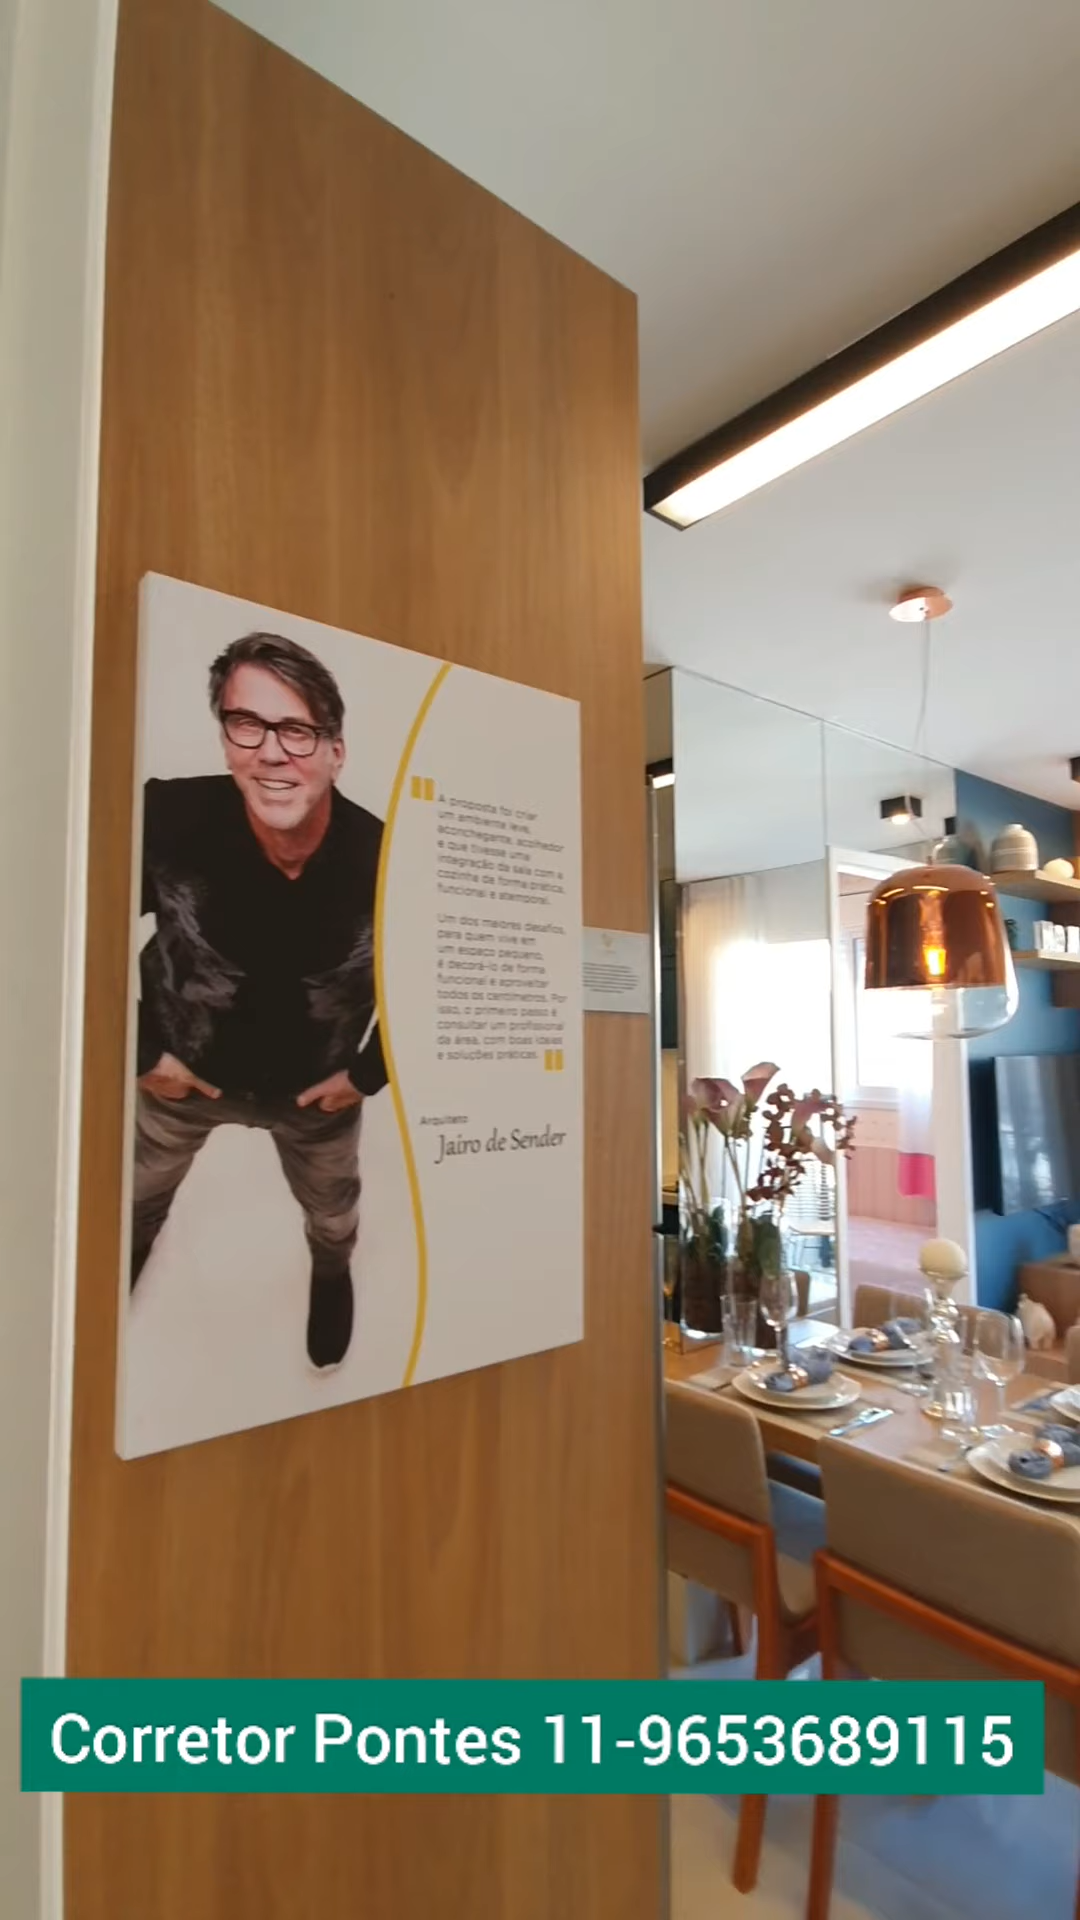 A proposta foi criar
um ambiente leve,
aconchegante, acolhedor
e que tivesse uma
integração da sala com a
cozinha de forma prática,
funcional e atemporal.
Um dos maiores desafios,
para quem vive em
um espaço pequeno,
é decorá-lo de forma
funcional e aproveitar
todos os centímetros. Por
isso, o primeiro passo é
consultar um profissional
da área, com boas ideias
e soluções práticas.
Arquiteto
Jairo de Sender
Corretor Pontes 11-9653689115